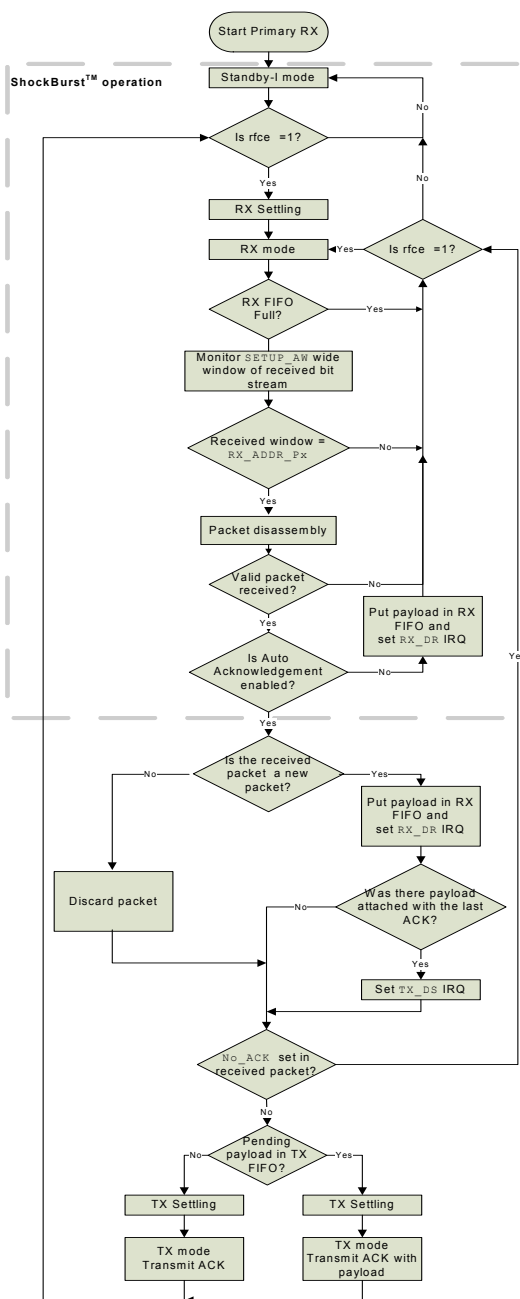 Start Primary RX
ShockBurst™ operation
Standby-I mode
No
Is rfce =1?
No
Yes
RX Settling
RX mode
Yes
Is rfce =1?
RX FIFO
Full?
Yes
Monitor SETUP_AW wide
window of received bit
stream
Received window =
RX_ADDR_Px
No
Yes
Packet disassembly
Valid packet
received?
No
Yes
Put payload in RX
FIFO and
set RX_DR IRQ
Is Auto
Acknowledgement
enabled?
No
Yes
Is the received
packet a new
packet?
No
Yes
Put payload in RX
FIFO and
set RX_DR IRQ
Discard packet
Was there payload
attached with the last
ACK?
No
Yes
Set TX_DS IRQ
No_ACK set in
received packet?
Ye
No
Pending
payload in TX
FIFO?
No
Yes
TX Settling
TX Settling
TX mode
Transmit ACK
TX mode
Transmit ACK with
payload